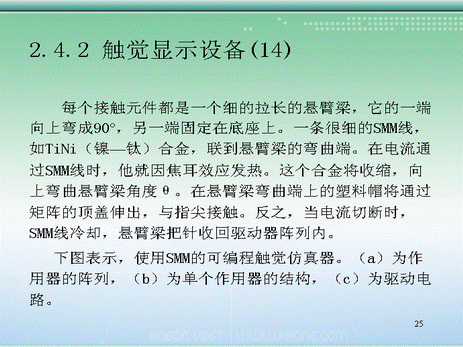 2.4.2 触觉显示设备(14)
每个接触元件都是一个细的拉长的悬臂梁，它的一端
向上弯成90°，另一端固定在底座上。一条很细的SMM线，
如TiNi（镍—钛）合金，联到悬臂梁的弯曲端。在电流通
过SMM线时，他就因焦耳效应发热。这个合金将收缩，向
上弯曲悬臂梁角度θ。在悬臂梁弯曲端上的塑料帽将通过
矩阵的顶盖伸出，与指尖接触。反之，当电流切断时，
SMM线冷却，悬臂梁把针收回驱动器阵列内。
下图表示，使用SMM的可编程触觉仿真器。（a）为作
用器的阵列，（b）为单个作用器的结构，（c）为驱动电
路。
25